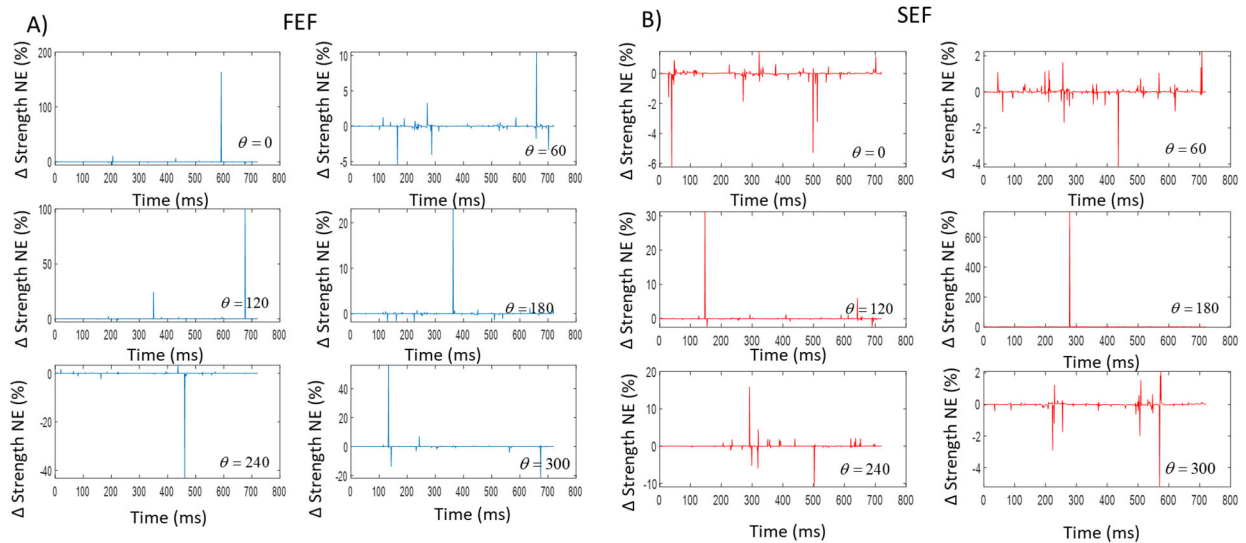 A)
FEF
B)
SEF
Δ Strength NE (%)
200
150
100
50
0
θ = 0
0 100 200 300 400 500 600 700 800
Time (ms)
Δ Strength NE (%)
10
5
0
-5
θ = 60
0 100 200 300 400 500 600 700 800
Time (ms)
Δ Strength NE (%)
0
-2
-4
-6
θ = 0
0 100 200 300 400 500 600 700 800
Time (ms)
Δ Strength NE (%)
2
0
-2
-4
θ = 60
0 100 200 300 400 500 600 700 800
Time (ms)
Δ Strength NE (%)
100
50
0
θ = 120
0 100 200 300 400 500 600 700 800
Time (ms)
Δ Strength NE (%)
20
10
0
θ = 180
0 100 200 300 400 500 600 700 800
Time (ms)
Δ Strength NE (%)
30
20
10
0
θ = 120
0 100 200 300 400 500 600 700 800
Time (ms)
Δ Strength NE (%)
600
400
200
0
θ = 180
0 100 200 300 400 500 600 700 800
Time (ms)
Δ Strength NE (%)
0
-20
-40
θ = 240
0 100 200 300 400 500 600 700 800
Time (ms)
Δ Strength NE (%)
40
20
0
-20
θ = 300
0 100 200 300 400 500 600 700 800
Time (ms)
Δ Strength NE (%)
20
10
0
-10
θ = 240
0 100 200 300 400 500 600 700 800
Time (ms)
Δ Strength NE (%)
2
0
-2
-4
θ = 300
0 100 200 300 400 500 600 700 800
Time (ms)